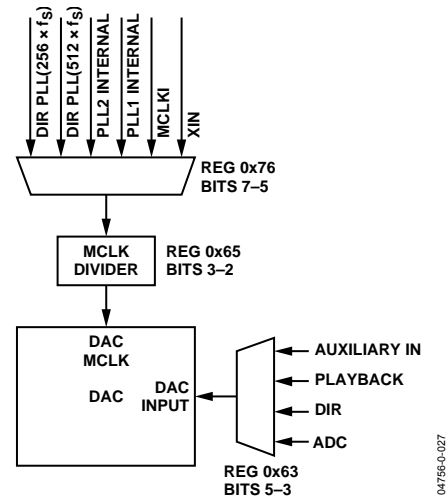 DIR PLL(256 × fS)
DIR PLL(512 × fS)
PLL2 INTERNAL
PLL1 INTERNAL
MCLKI
XIN
REG 0x76
BITS 7–5
MCLK
DIVIDER
REG 0x65
BITS 3–2
DAC
MCLK
DAC
DAC
INPUT
AUXILIARY IN
PLAYBACK
DIR
ADC
REG 0x63
BITS 5–3
04756-0-027